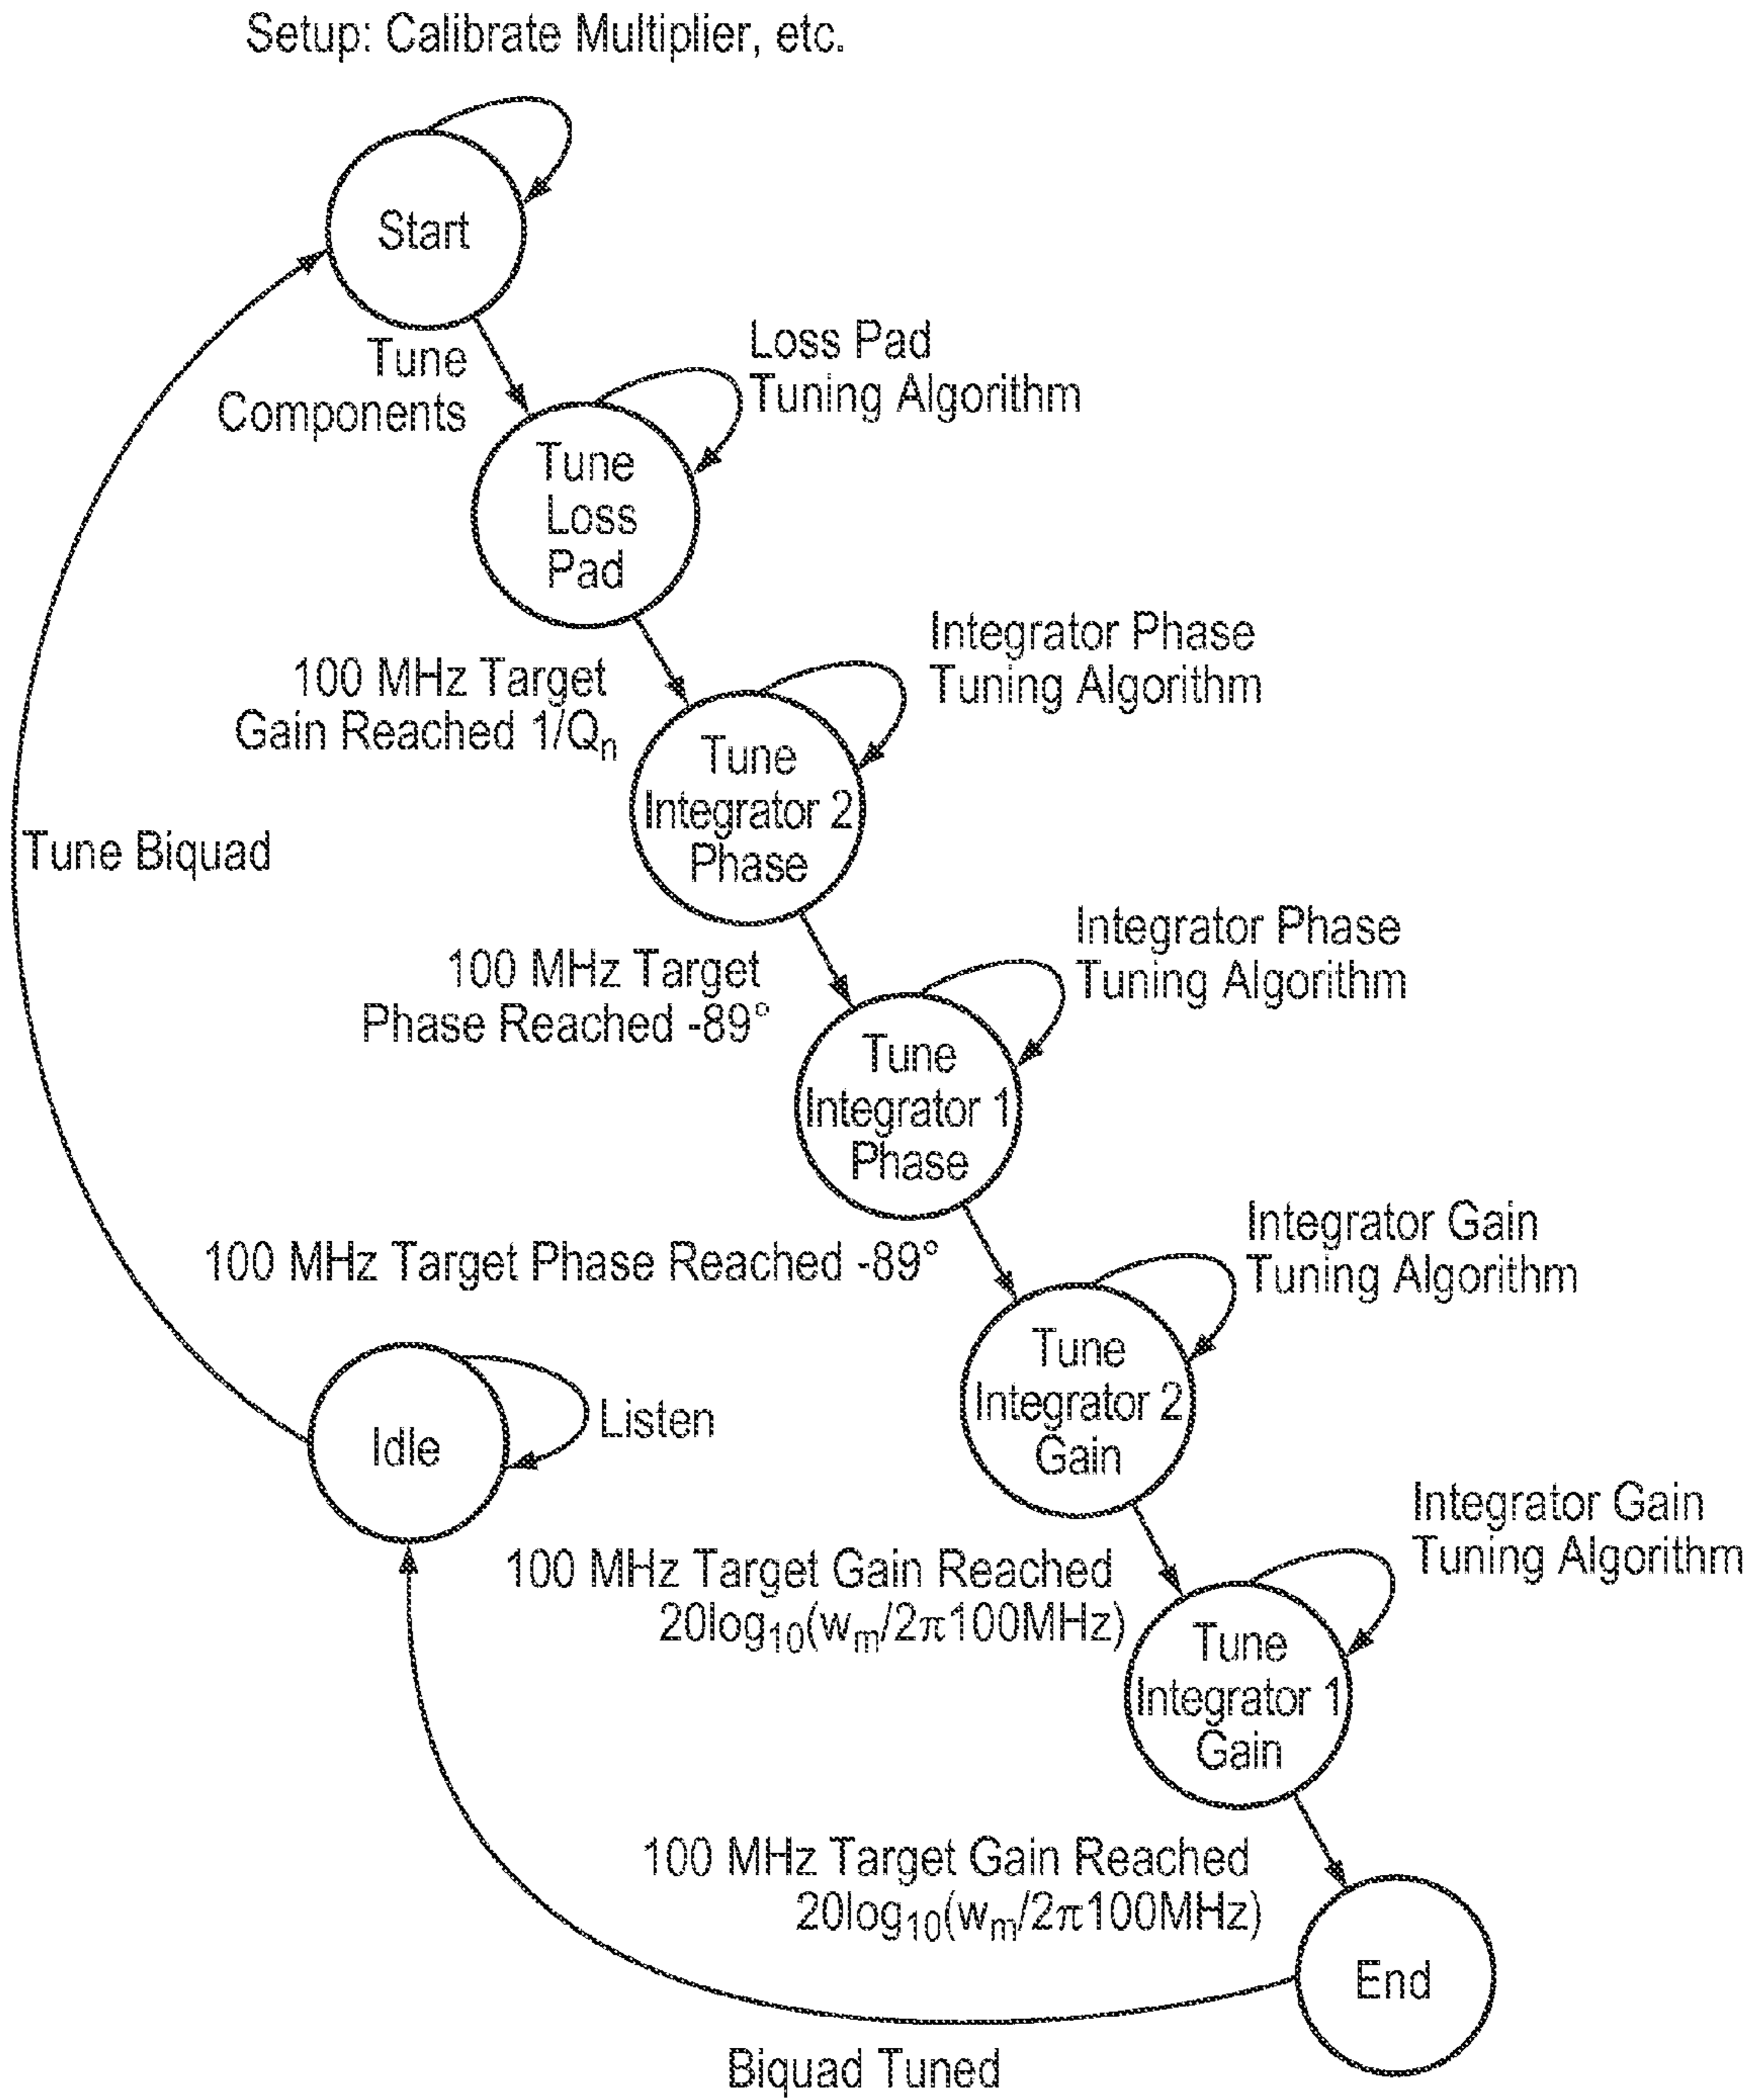 Setup: Calibrate Multiplier, etc.
Start
Tune
Components
Loss Pad
Tuning Algorithm
Tune
Loss
Pad
100 MHz Target
Gain Reached 1/Qn
Integrator Phase
Tuning Algorithm
Tune
Integrator 2
Phase
Tune Biquad
100 MHz Target
Phase Reached -89°
Integrator Phase
Tuning Algorithm
Tune
Integrator 1
Phase
100 MHz Target Phase Reached -89°
Integrator Gain
Tuning Algorithm
Tune
Integrator 2
Gain
Idle
Listen
100 MHz Target Gain Reached
20log10(wm/2π100MHz)
Integrator Gain
Tuning Algorithm
Tune
Integrator 1
Gain
100 MHz Target Gain Reached
20log10(wm/2π100MHz)
End
Biquad Tuned